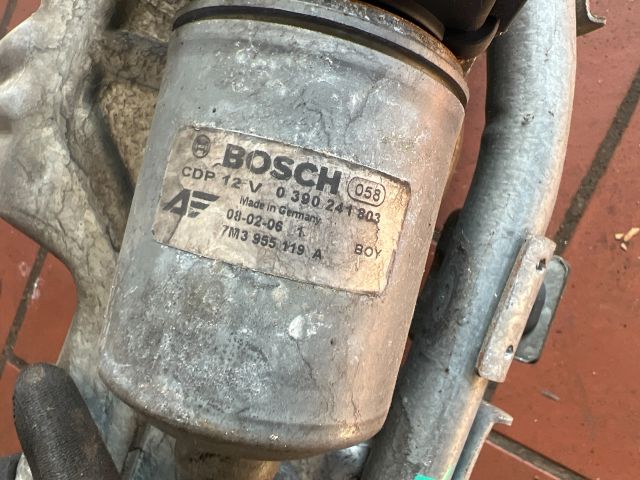 BOSCH 058
CDP 12 V 0 390 241 803
Made in Germany
08-02-06 1
7M3 955 119 A BOY